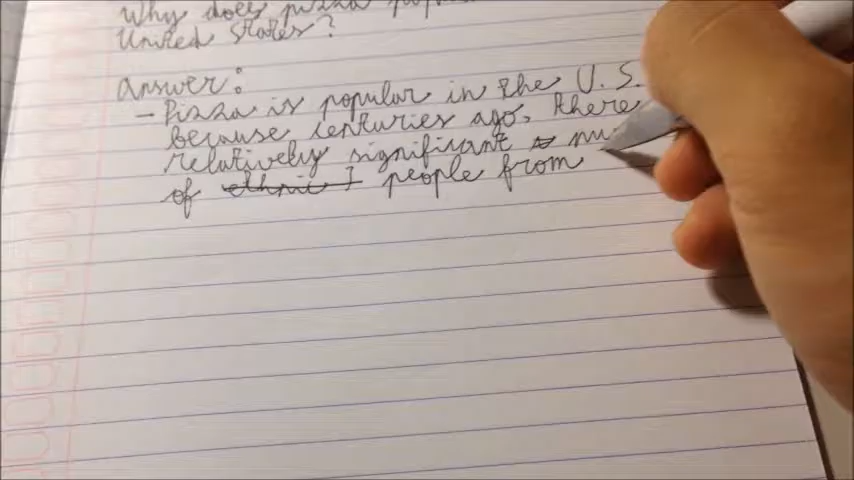 Why does pizza
United States?
Answer:
- Pizza is popular in the U.S.
because centuries ago, there
relatively significant
of ethnic I people from